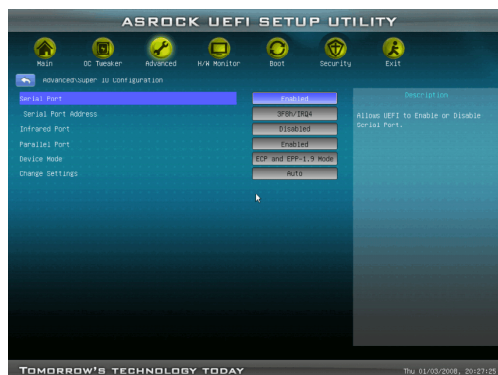 ASROCK UEFI SETUP UTILITY
Main OC Tweaker Advanced H/W Monitor Boot Security Exit
Advanced\Super IO Configuration
Serial Port Enabled
Serial Port Address 3F8h/IRQ4
Infrared Port Disabled
Parallel Port Enabled
Device Mode ECP and EPP-1.9 Mode
Change Settings Auto
Description
Allows UEFI to Enable or Disable
Serial Port.
TOMORROW'S TECHNOLOGY TODAY
Thu 01/03/2008, 20:27:25